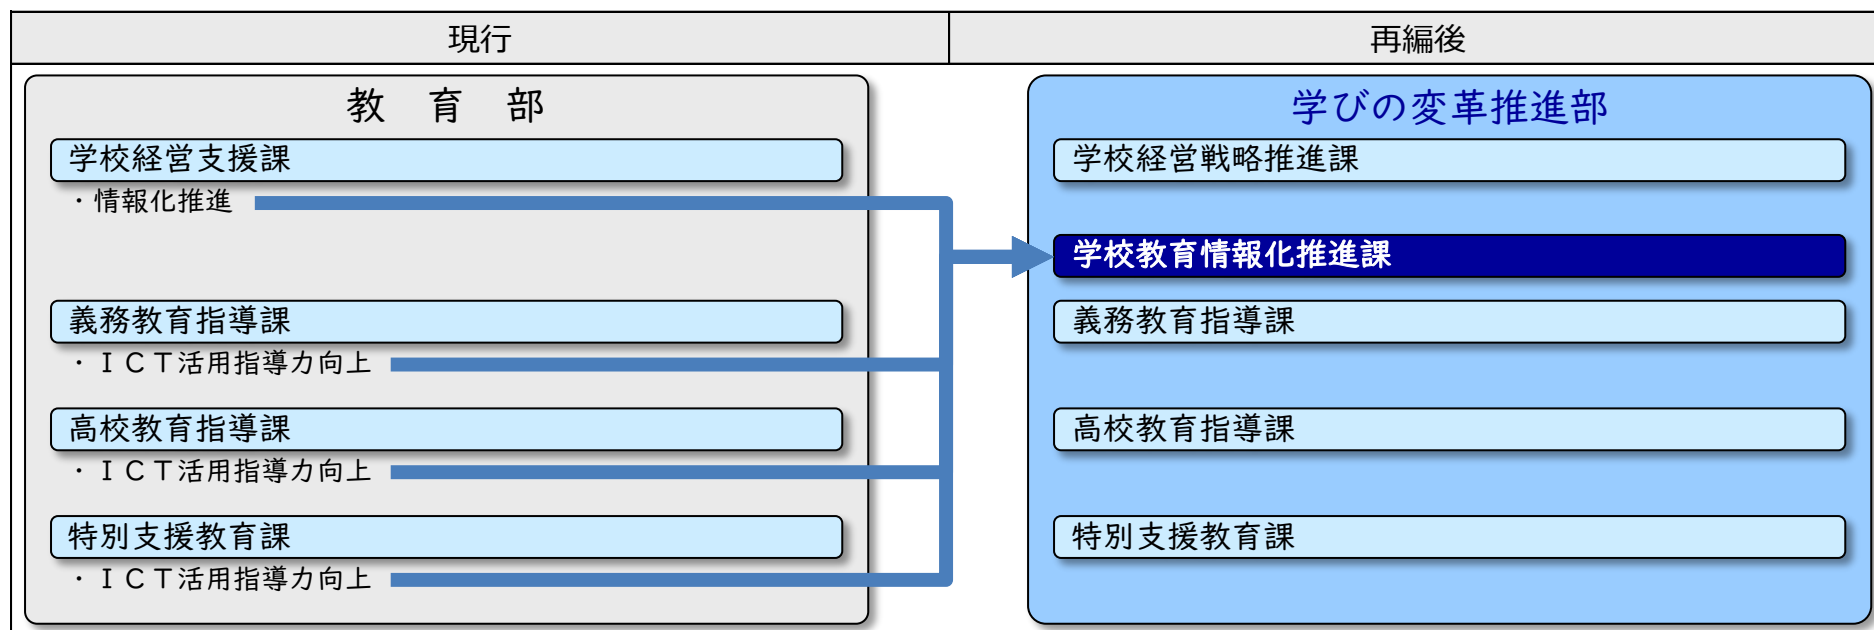 現行
再編後
教　育　部
学校経営支援課
・情報化推進
義務教育指導課
・ＩＣＴ活用指導力向上
高校教育指導課
・ＩＣＴ活用指導力向上
特別支援教育課
・ＩＣＴ活用指導力向上
学びの変革推進部
学校経営戦略推進課
学校教育情報化推進課
義務教育指導課
高校教育指導課
特別支援教育課